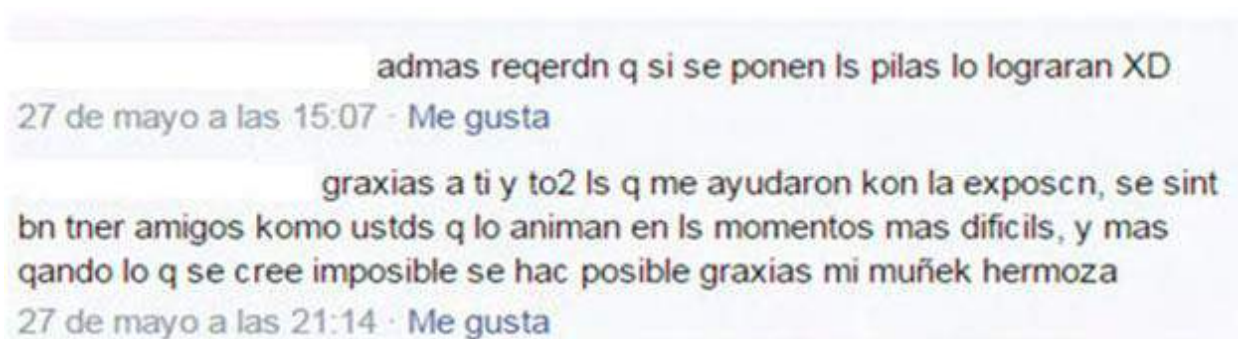 admas reqerdn q si se ponen ls pilas lo lograran XD
27 de mayo a las 15:07 · Me gusta
graxias a ti y to2 ls q me ayudaron kon la exposcn, se sint
bn tner amigos komo ustds q lo animan en ls momentos mas dificils, y mas
qando lo q se cree imposible se hac posible graxias mi muñek hermoza
27 de mayo a las 21:14 · Me gusta